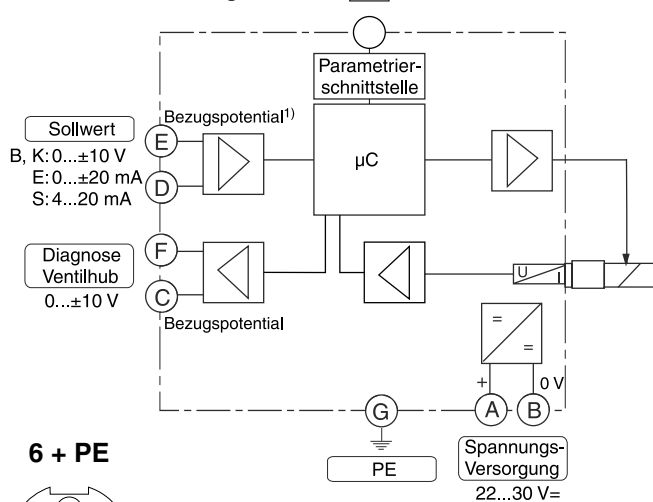 Parametrier-
schnittstelle
Bezugspotential¹⁾
Sollwert
B, K: 0...±10 V
E: 0...±20 mA
S: 4...20 mA
E
D
µC
Diagnose
Ventilhub
0...±10 V
F
C
Bezugspotential
U
I
=
=
+
0 V
A
B
G
PE
Spannungs-
Versorgung
22...30 V=
6 + PE